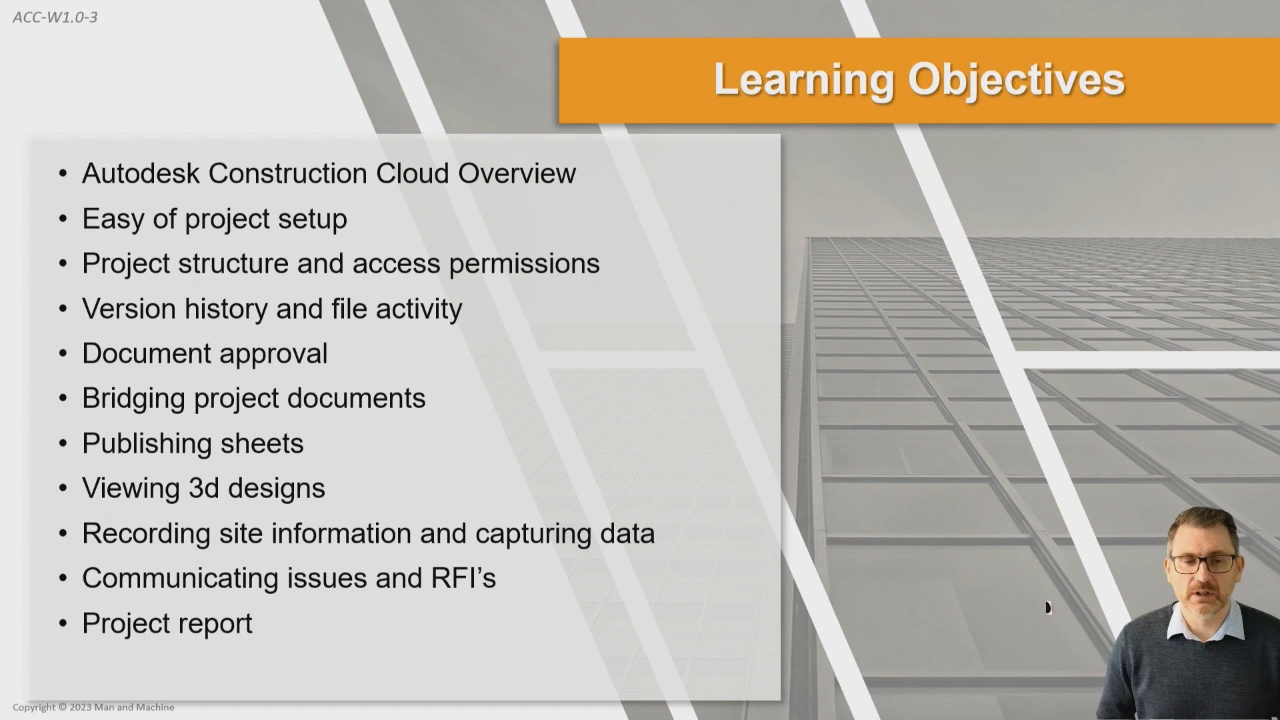 ACC-W1.0-3
Learning Objectives
• Autodesk Construction Cloud Overview
• Easy of project setup
• Project structure and access permissions
• Version history and file activity
• Document approval
• Bridging project documents
• Publishing sheets
• Viewing 3d designs
• Recording site information and capturing data
• Communicating issues and RFI’s
• Project report
Copyright © 2023 Man and Machine